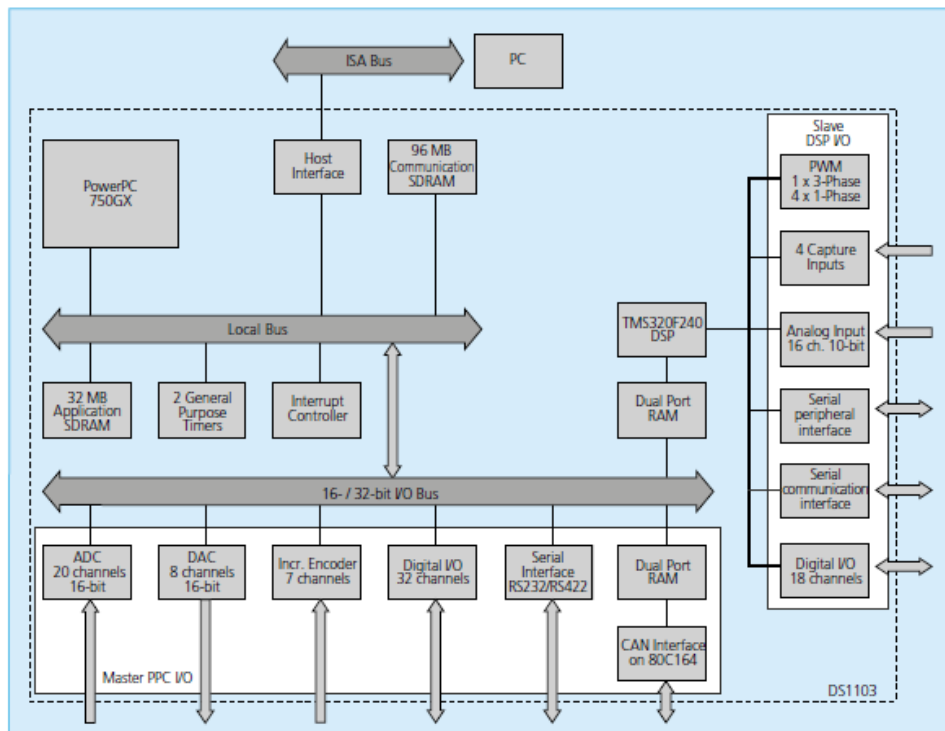 ISA Bus
PC
PowerPC
750GX
Host
Interface
96 MB
Communication
SDRAM
Slave
DSP I/O
PWM
1 x 3-Phase
4 x 1-Phase
4 Capture
Inputs
Local Bus
TMS320F240
DSP
Analog Input
16 ch. 10-bit
32 MB
Application
SDRAM
2 General
Purpose
Timers
Interrupt
Controller
Dual Port
RAM
Serial
peripheral
interface
16- / 32-bit I/O Bus
Serial
communication
interface
ADC
20 channels
16-bit
DAC
8 channels
16-bit
Incr. Encoder
7 channels
Digital I/O
32 channels
Serial
Interface
RS232/RS422
Dual Port
RAM
Digital I/O
18 channels
CAN Interface
on 80C164
Master PPC I/O
DS1103